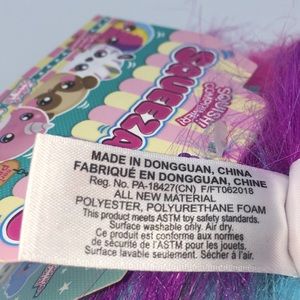 SQUEEZA
SQUISHY
MADE IN DONGGUAN, CHINA
FABRIQUÉ EN DONGGUAN, CHINE
Reg. No. PA-18427(CN) F/FT062018
ALL NEW MATERIAL
POLYESTER, POLYURETHANE FOAM
This product meets ASTM toy safety standards.
Surface washable only. Air dry.
Ce produit est conforme aux normes
de sécurité de l'ASTM pour les jouets.
Surface lavable seulement. Sécher à l'air.